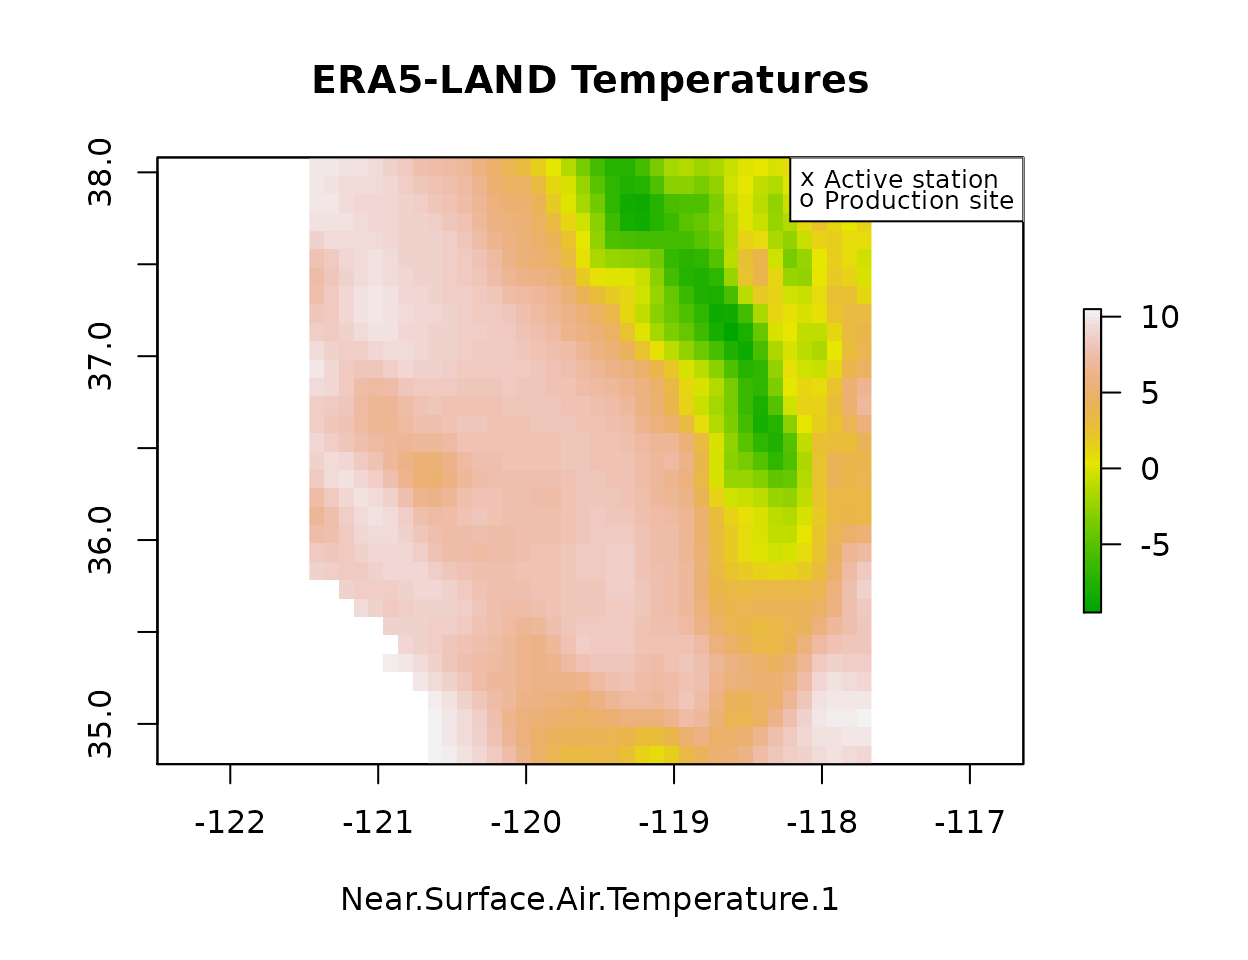 ERA5-LAND Temperatures
38.0
37.0
36.0
35.0
x Active station
o Production site
10
5
0
-5
-122 -121 -120 -119 -118 -117
Near.Surface.Air.Temperature.1